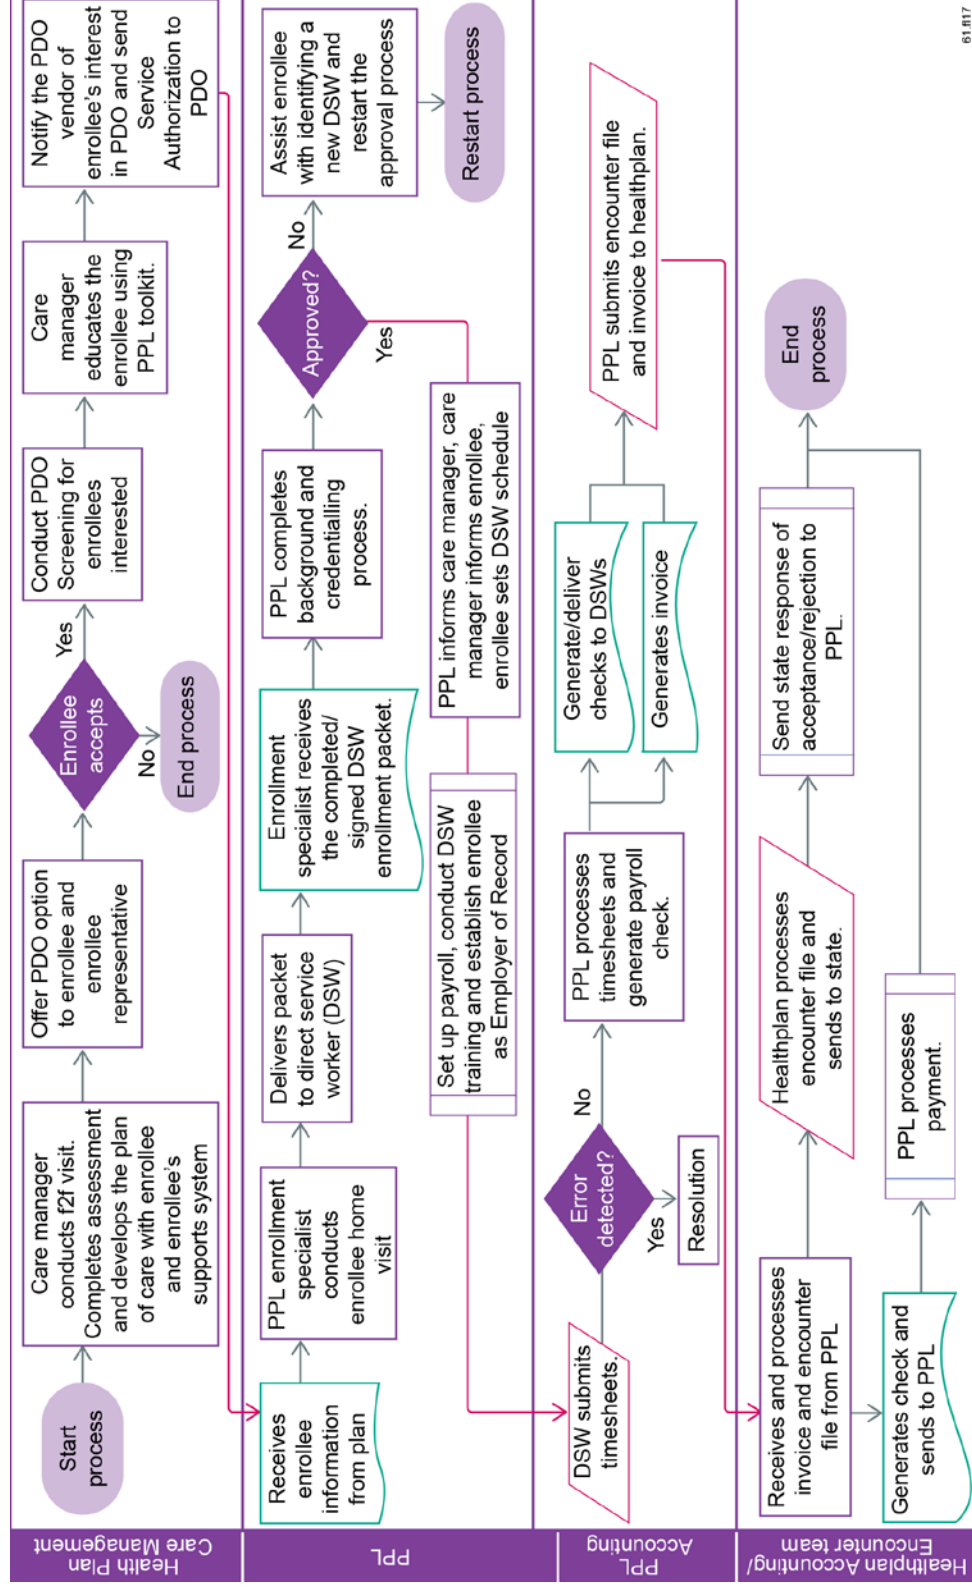 Health Plan
Care Management
Start
process
Care manager
conducts f2f visit.
Completes assessment
and develops the plan
of care with enrollee
and enrollee's
supports system
Offer PDO option
to enrollee and
enrollee
representative
Enrollee
accepts
Yes
No
End process
Conduct PDO
Screening for
enrollees
interested
Care
manager
educates the
enrollee using
PPL toolkit.
Notify the PDO
vendor of
enrollee's interest
in PDO and send
Service
Authorization to
PDO
PPL
Receives
enrollee
information
from plan
PPL enrollment
specialist
conducts
enrollee home
visit
Delivers packet
to direct service
worker (DSW)
Enrollment
specialist receives
the completed/
signed DSW
enrollment packet.
PPL completes
background and
credentialling
process.
Approved?
No
Yes
Assist enrollee
with identifying a
new DSW and
restart the
approval process
Restart process
PPL informs care manager, care
manager informs enrollee,
enrollee sets DSW schedule
Set up payroll, conduct DSW
training and establish enrollee
as Employer of Record
PPL
Accounting
DSW submits
timesheets.
Error
detected?
No
Yes
Resolution
PPL processes
timesheets and
generate payroll
check.
Generate/deliver
checks to DSWs
Generates invoice
PPL submits encounter file
and invoice to healthplan.
Healthplan Accounting/
Encounter team
Receives and processes
invoice and encounter
file from PPL
Healthplan processes
encounter file and
sends to state.
Send state response of
acceptance/rejection to
PPL.
End
process
Generates check and
sends to PPL
PPL processes
payment.
61.fl17